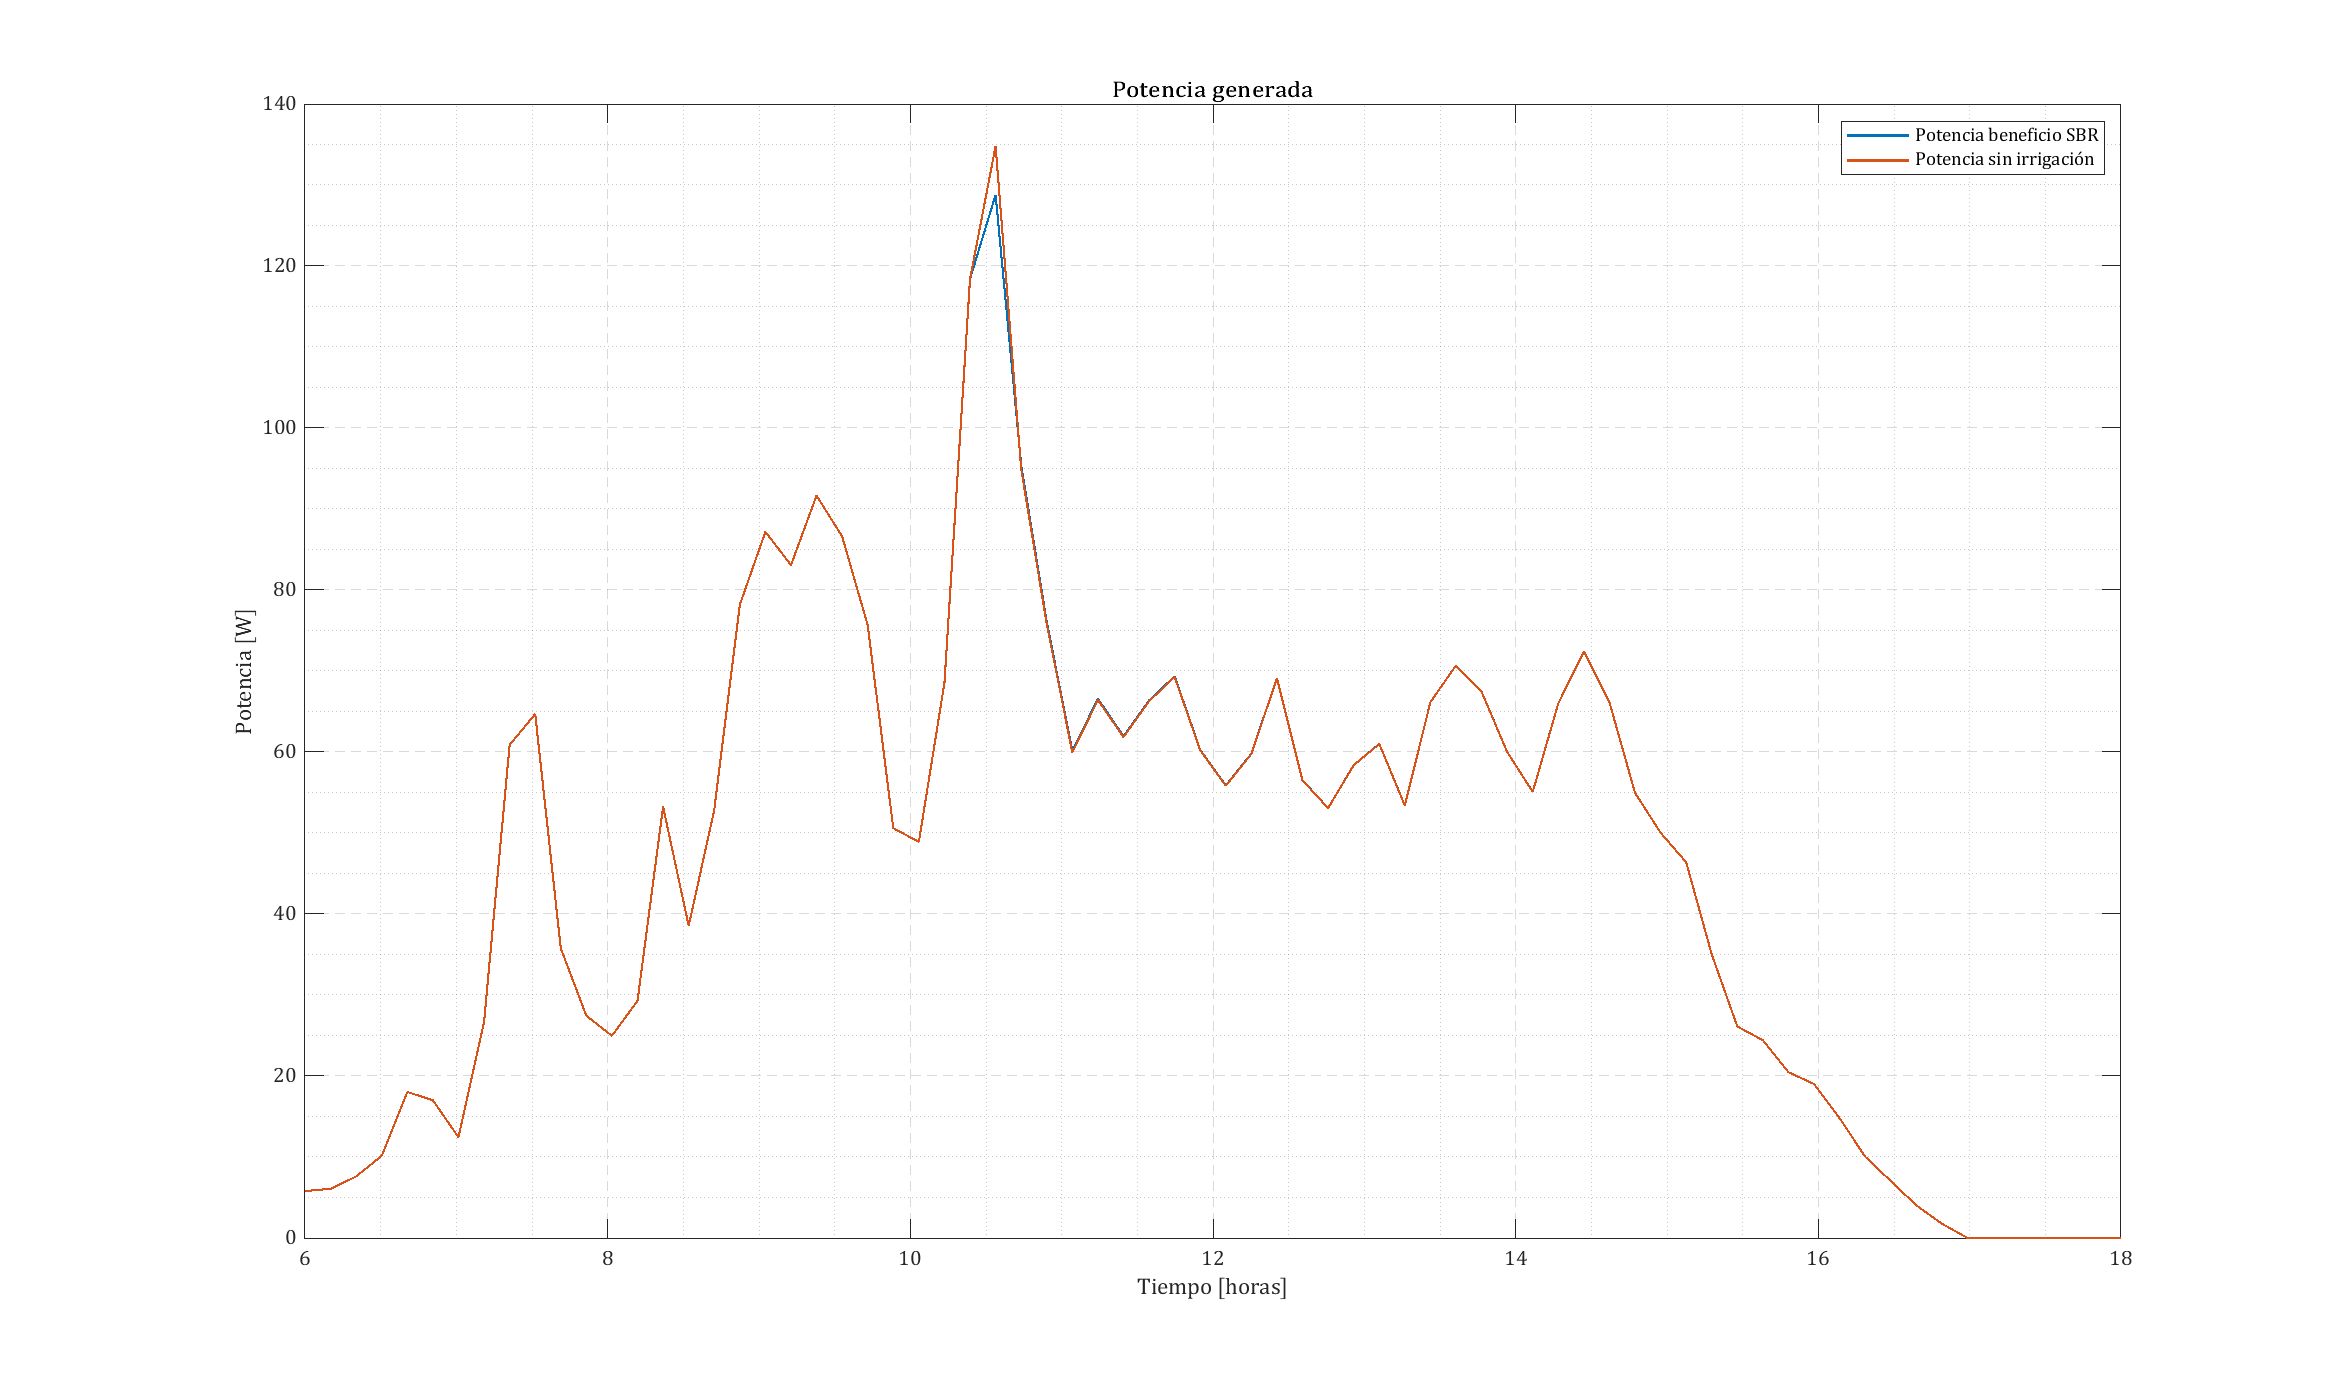 Potencia generada
140
120
100
80
60
40
20
0
Potencia [W]
Potencia beneficio SBR
Potencia sin irrigación
6 8 10 12 14 16 18
Tiempo [horas]